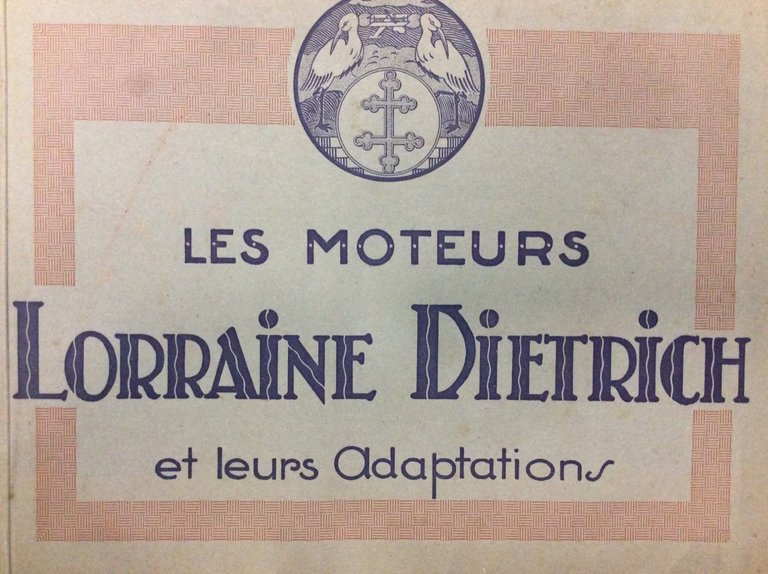 LES MOTEURS
LORRAiNE DiETRiCH
et leurs Adaptations